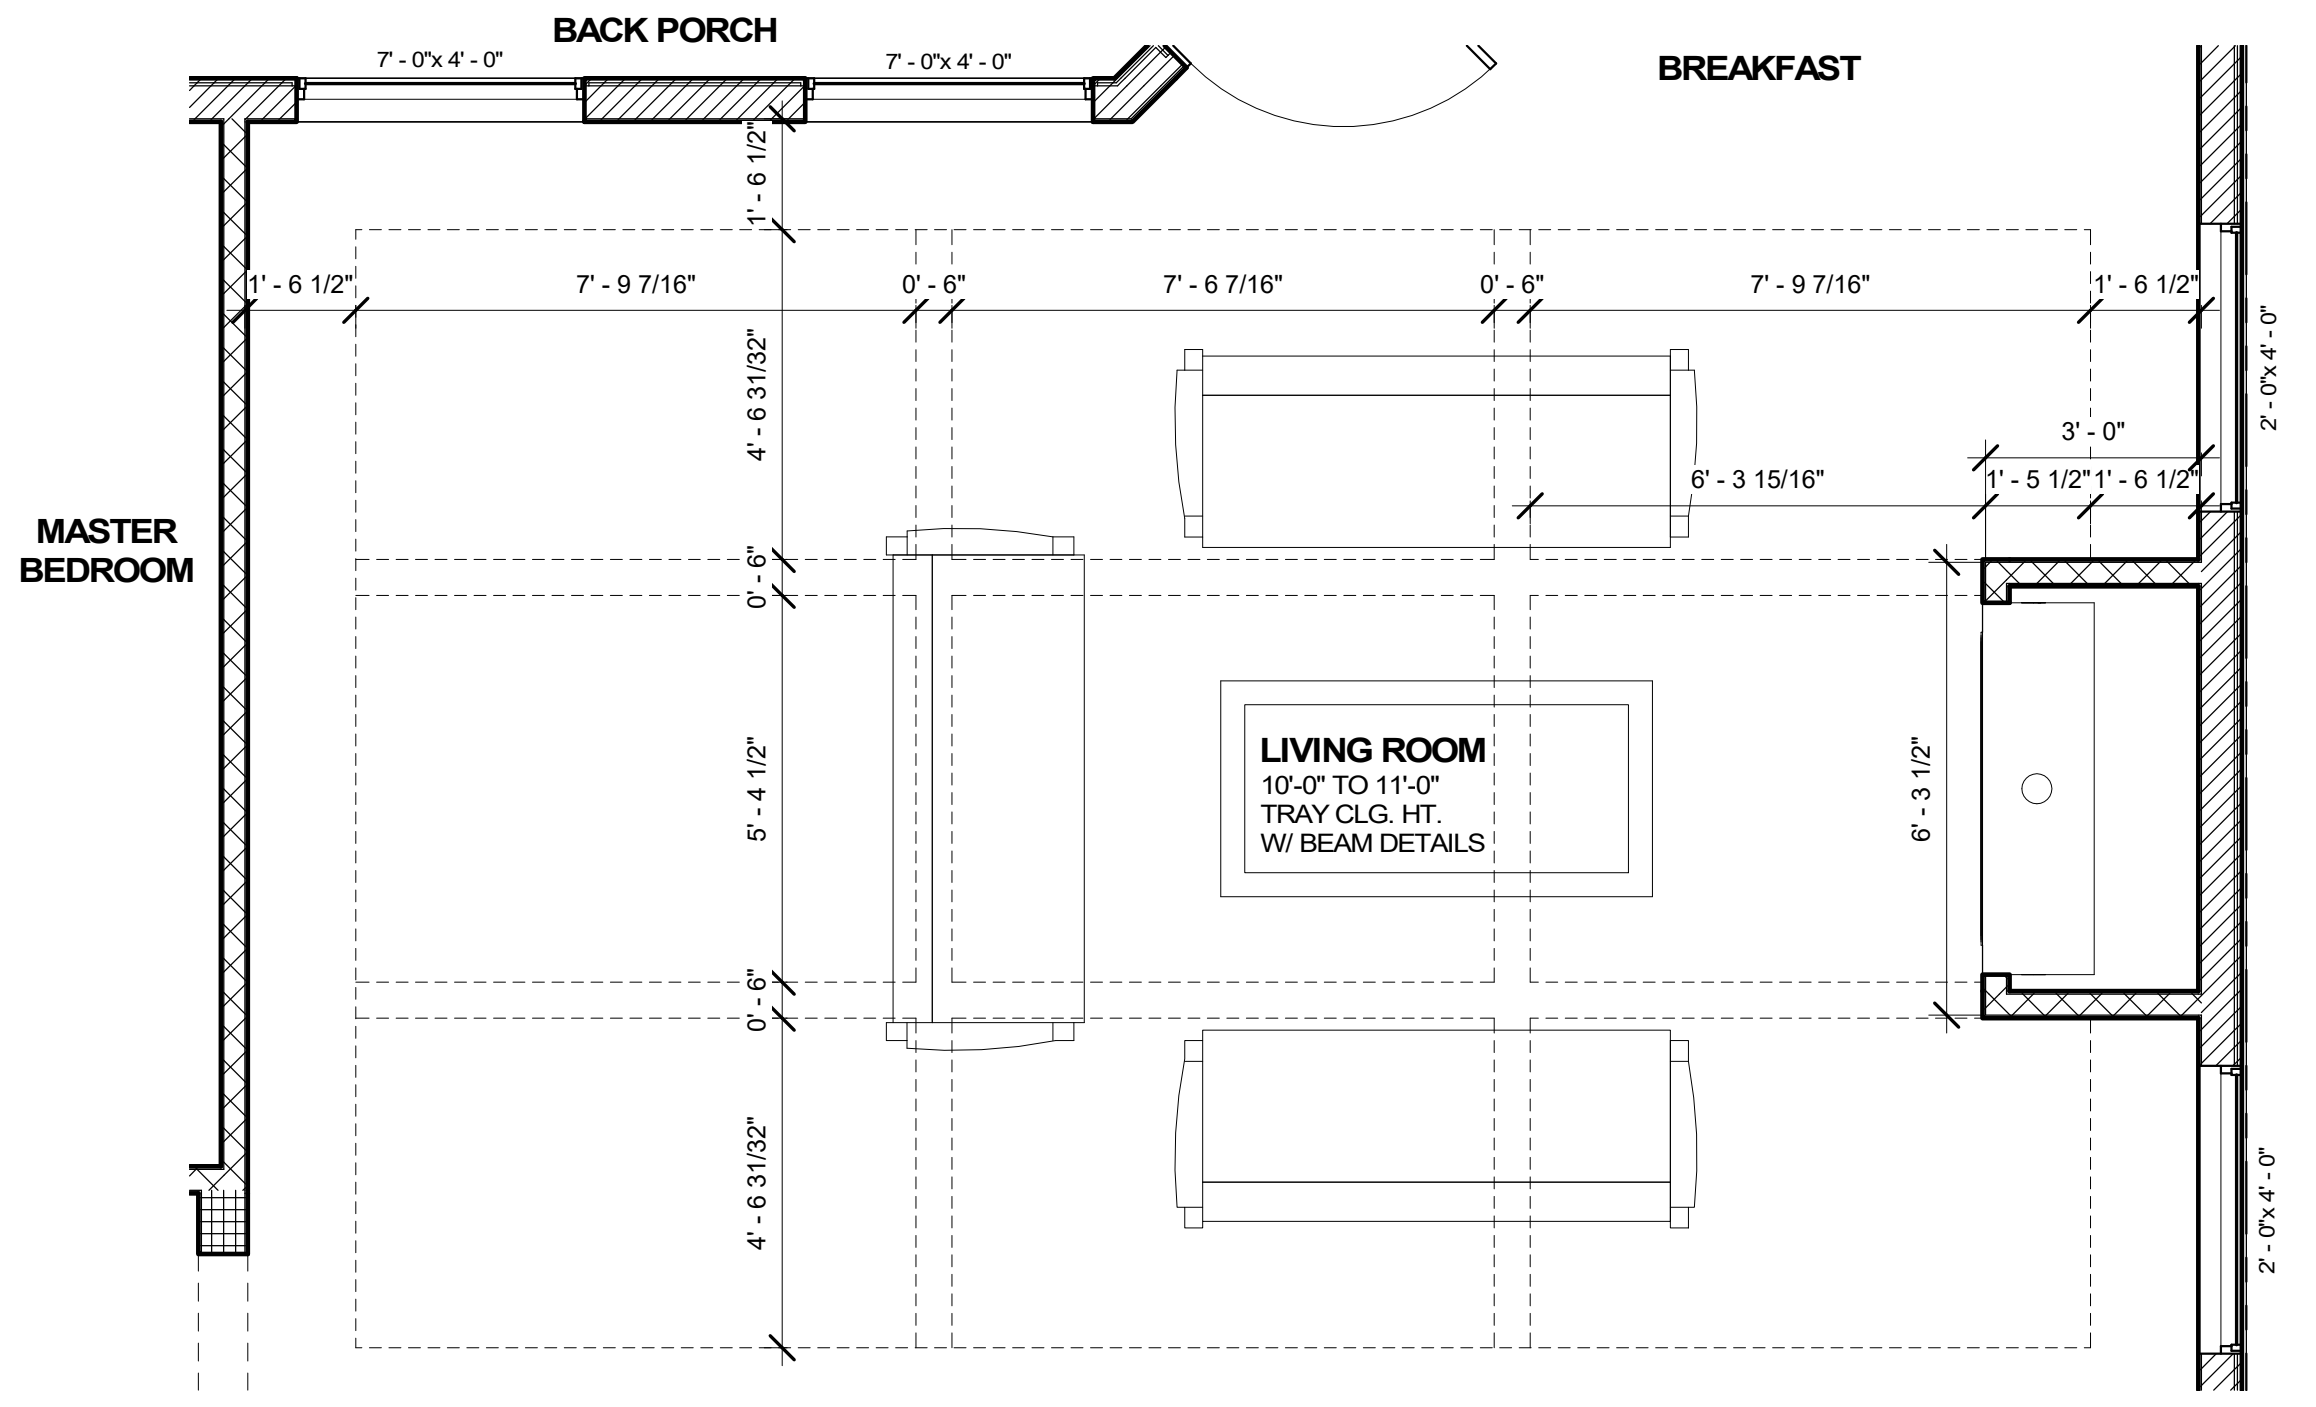 BACK PORCH
7' - 0"x 4' - 0"
7' - 0"x 4' - 0"
BREAKFAST
1' - 6 1/2"
1' - 6 1/2"
7' - 9 7/16"
0' - 6"
7' - 6 7/16"
0' - 6"
7' - 9 7/16"
1' - 6 1/2"
2' - 0"x 4' - 0"
4' - 6 31/32"
3' - 0"
6' - 3 15/16"
1' - 5 1/2"
1' - 6 1/2"
MASTER
BEDROOM
0' - 6"
5' - 4 1/2"
LIVING ROOM
10'-0" TO 11'-0"
TRAY CLG. HT.
W/ BEAM DETAILS
6' - 3 1/2"
0' - 6"
4' - 6 31/32"
2' - 0"x 4' - 0"